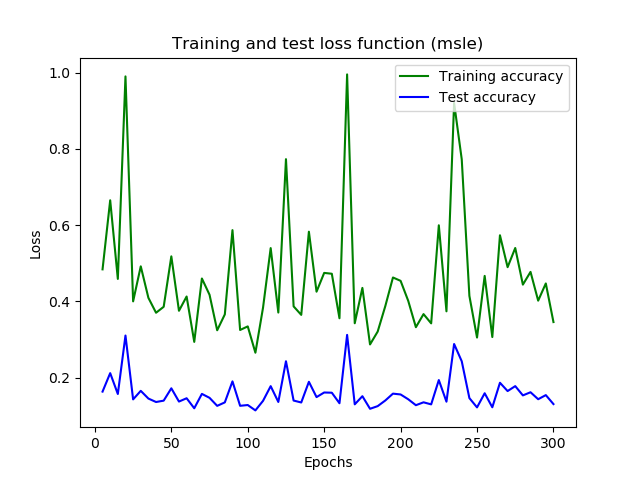 Training and test loss function (msle)
Training accuracy
Test accuracy
1.0
0.8
0.6
0.4
0.2
Loss
0 50 100 150 200 250 300
Epochs